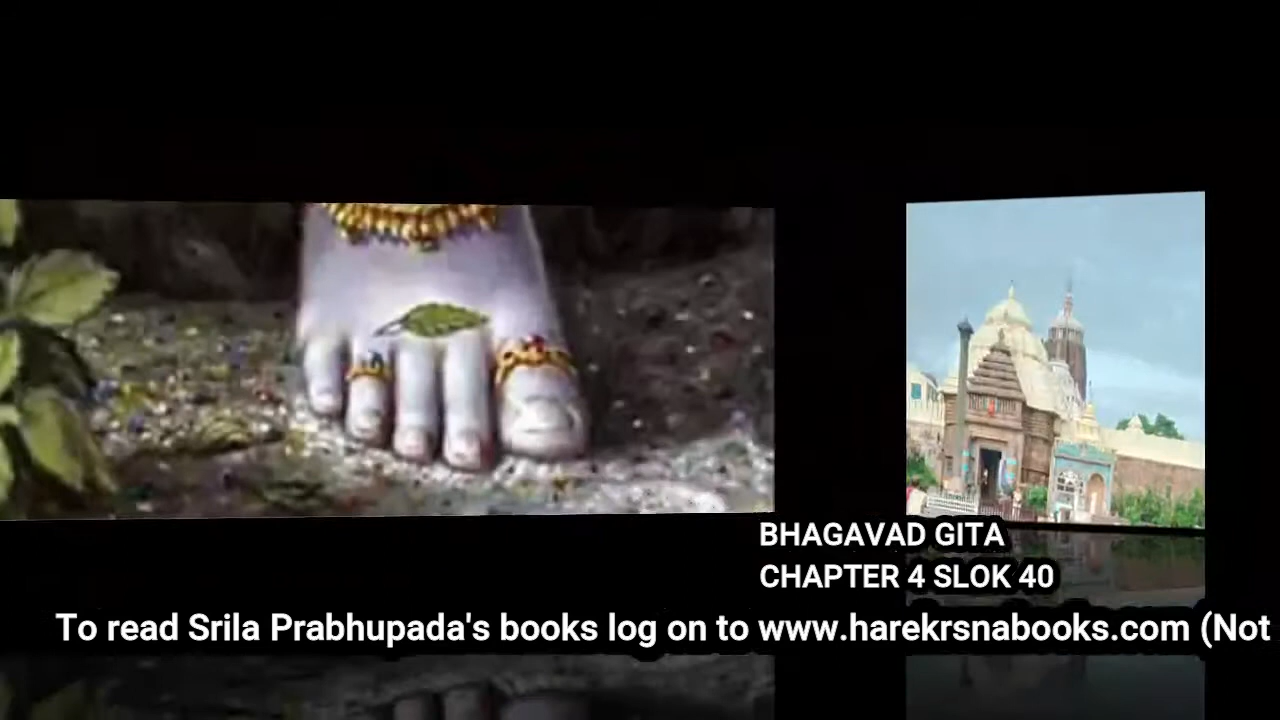 BHAGAVAD GITA
CHAPTER 4 SLOK 40
To read Srila Prabhupada's books log on to www.harekrsnabooks.com (Not